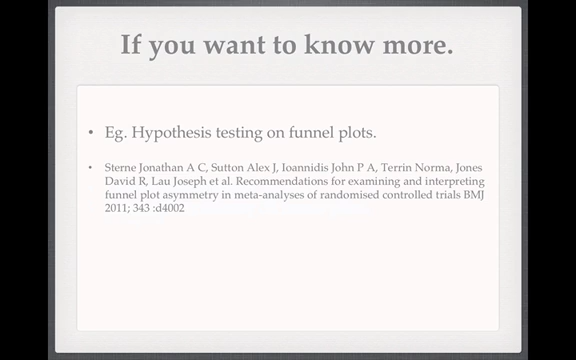 If you want to know more.
• Eg. Hypothesis testing on funnel plots.
• Sterne Jonathan A C, Sutton Alex J, Ioannidis John P A, Terrin Norma, Jones
David R, Lau Joseph et al. Recommendations for examining and interpreting
funnel plot asymmetry in meta-analyses of randomised controlled trials BMJ
2011; 343 :d4002